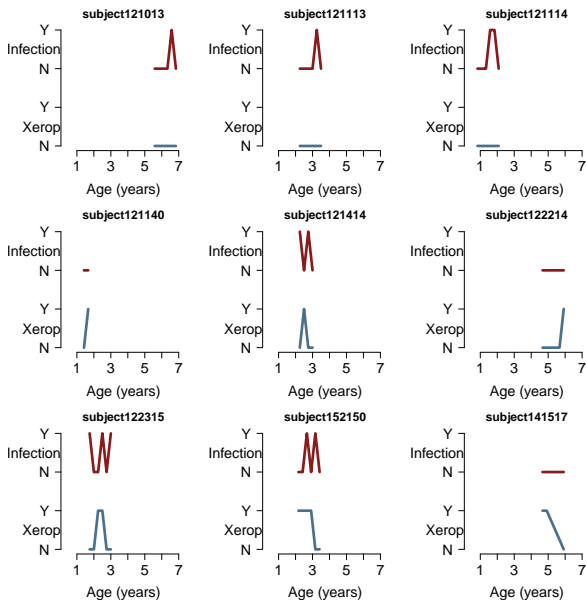 subject121013
Y
Infection
N
Y
Xerop
N
1 3 5 7
Age (years)
subject121113
Y
Infection
N
Y
Xerop
N
1 3 5 7
Age (years)
subject121114
Y
Infection
N
Y
Xerop
N
1 3 5 7
Age (years)
subject121140
Y
Infection
N
Y
Xerop
N
1 3 5 7
Age (years)
subject121414
Y
Infection
N
Y
Xerop
N
1 3 5 7
Age (years)
subject122214
Y
Infection
N
Y
Xerop
N
1 3 5 7
Age (years)
subject122315
Y
Infection
N
Y
Xerop
N
1 3 5 7
Age (years)
subject152150
Y
Infection
N
Y
Xerop
N
1 3 5 7
Age (years)
subject141517
Y
Infection
N
Y
Xerop
N
1 3 5 7
Age (years)